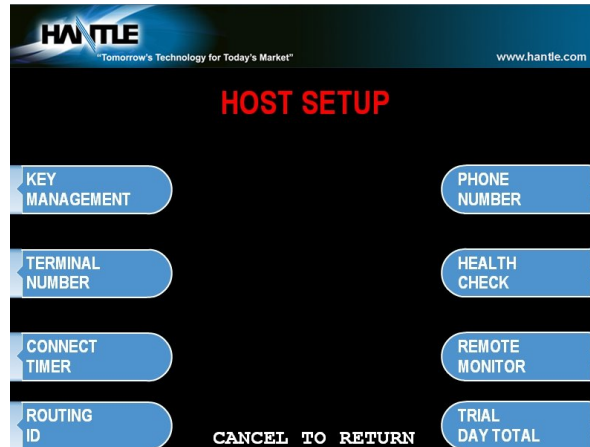 HANTLE
"Tomorrow's Technology for Today's Market"
www.hantle.com
HOST SETUP
KEY
MANAGEMENT
PHONE
NUMBER
TERMINAL
NUMBER
HEALTH
CHECK
CONNECT
TIMER
REMOTE
MONITOR
ROUTING
ID
TRIAL
DAY TOTAL
CANCEL TO RETURN